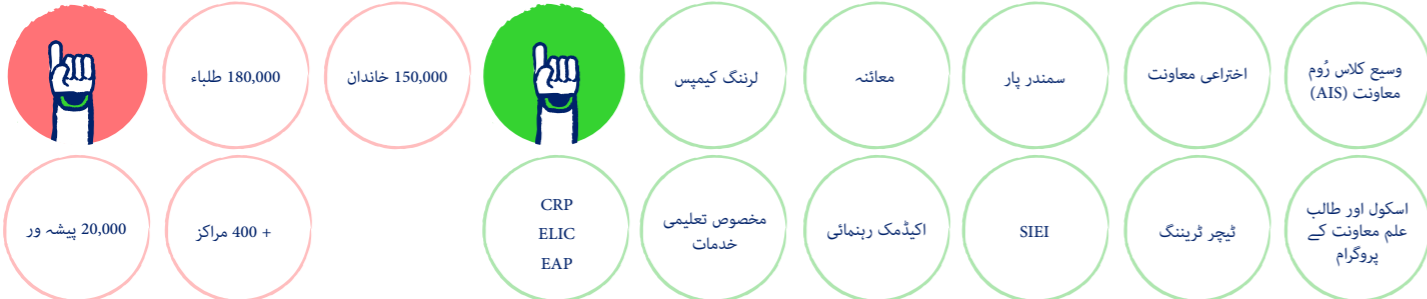 180,000 طلباء
150,000 خاندان
لرننگ کیمپس
معائنہ
سمندر پار
اختراعی معاونت
وسیع کلاس رُوم
معاونت (AIS)
20,000 پیشہ ور
400 + مراکز
CRP
ELIC
EAP
مخصوص تعلیمی
خدمات
اکیڈمک رہنمائی
SIEI
ٹیچر ٹریننگ
اسکول اور طالب
علم معاونت کے
پروگرام